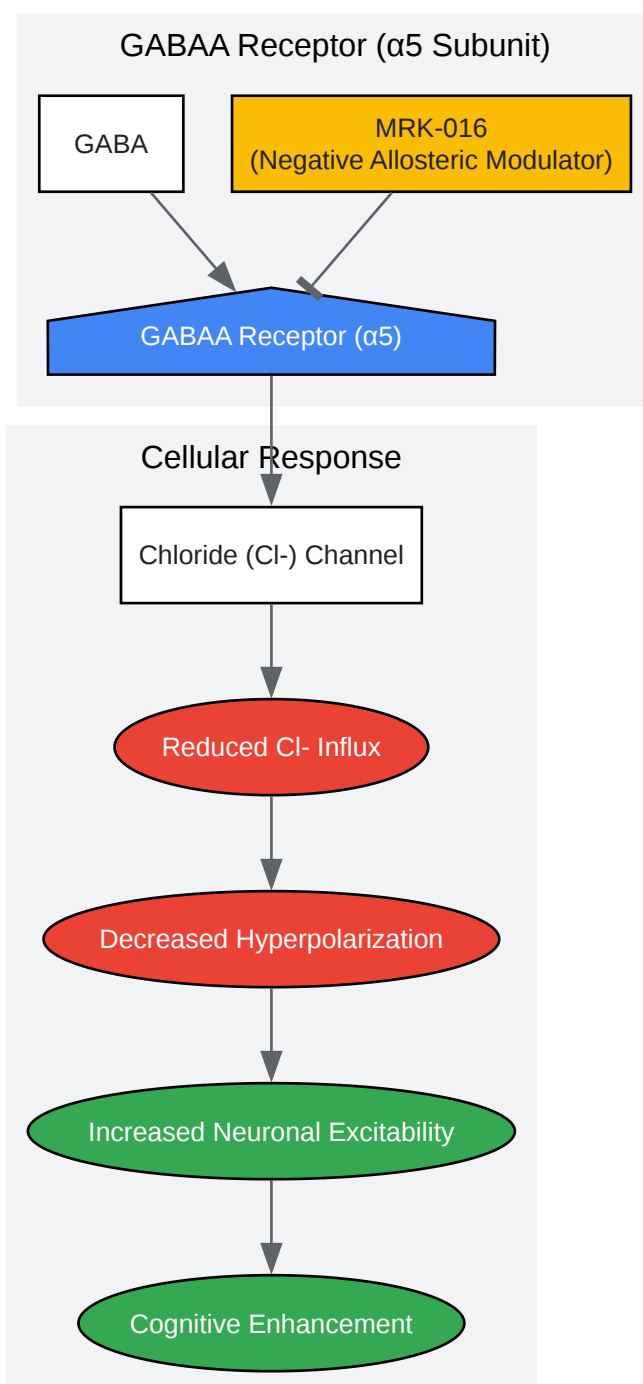 GABAA Receptor (α5 Subunit)
GABA
MRK-016
(Negative Allosteric Modulator)
GABAA Receptor (α5)
Cellular Response
Chloride (Cl-) Channel
Reduced Cl- Influx
Decreased Hyperpolarization
Increased Neuronal Excitability
Cognitive Enhancement